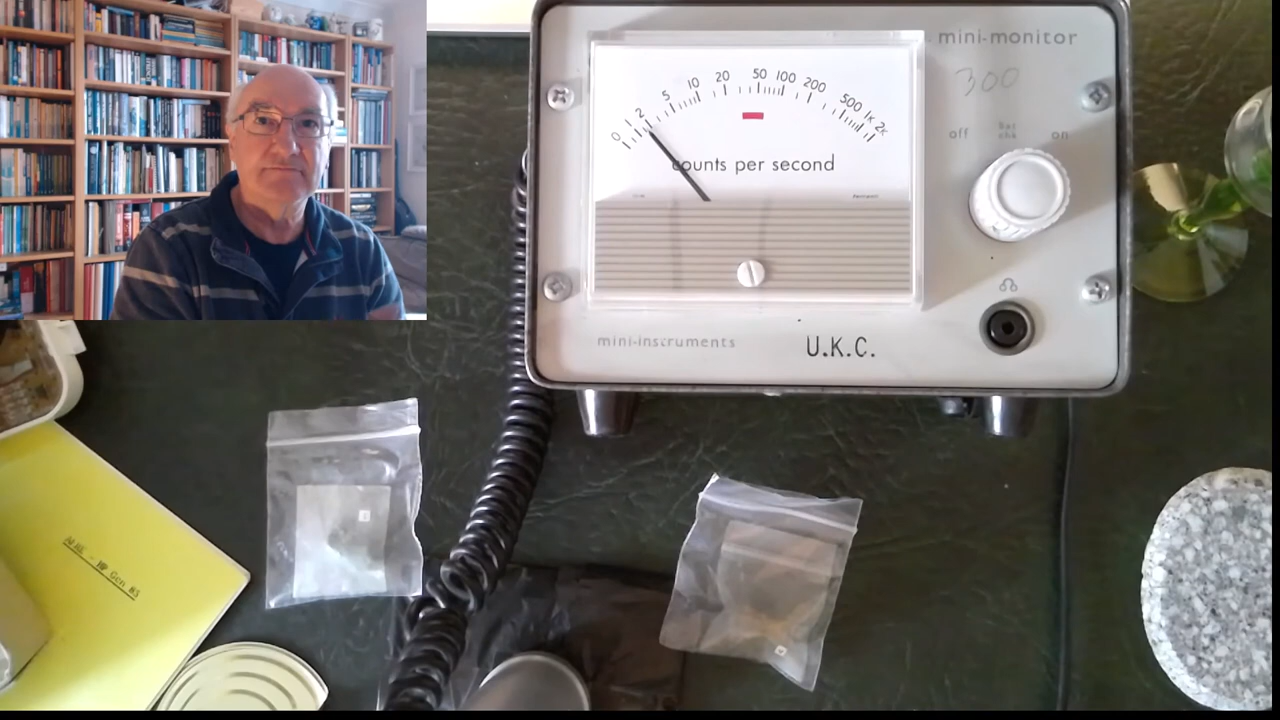 mini-monitor
300
off
Bat
chk
on
0 1 2 5 10 20 50 100 200 500 1k 2k
counts per second
mini-instruments
U.K.C.